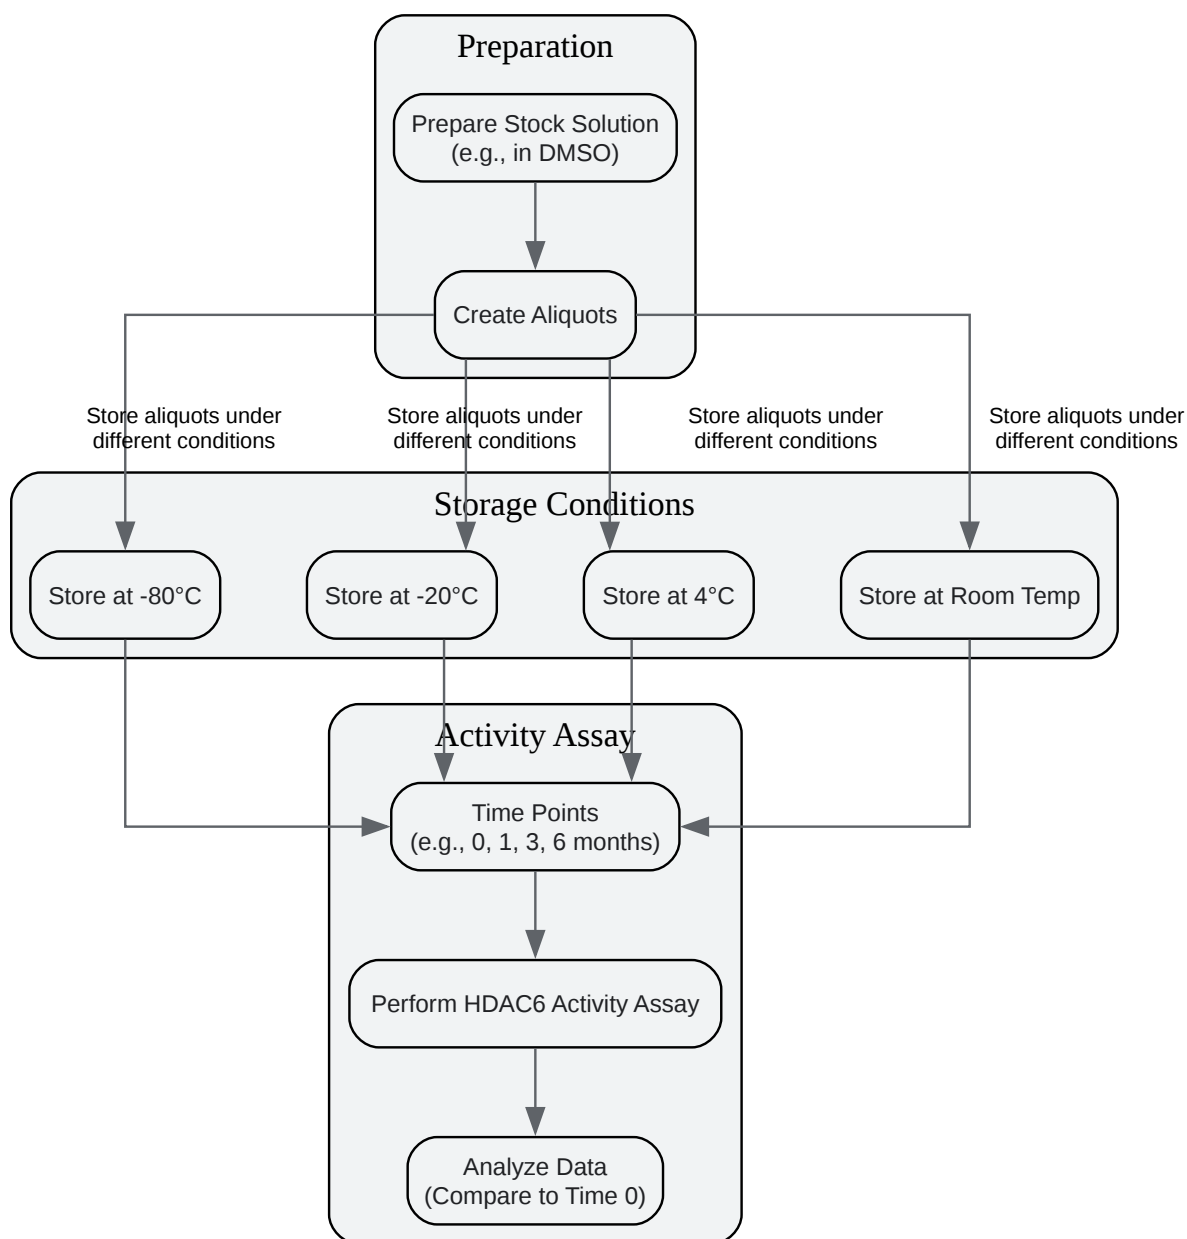 Preparation
Prepare Stock Solution
(e.g., in DMSO)
Create Aliquots
Store aliquots under
different conditions
Store aliquots under
different conditions
Store aliquots under
different conditions
Store aliquots under
different conditions
Storage Conditions
Store at -80°C
Store at -20°C
Store at 4°C
Store at Room Temp
Activity Assay
Time Points
(e.g., 0, 1, 3, 6 months)
Perform HDAC6 Activity Assay
Analyze Data
(Compare to Time 0)